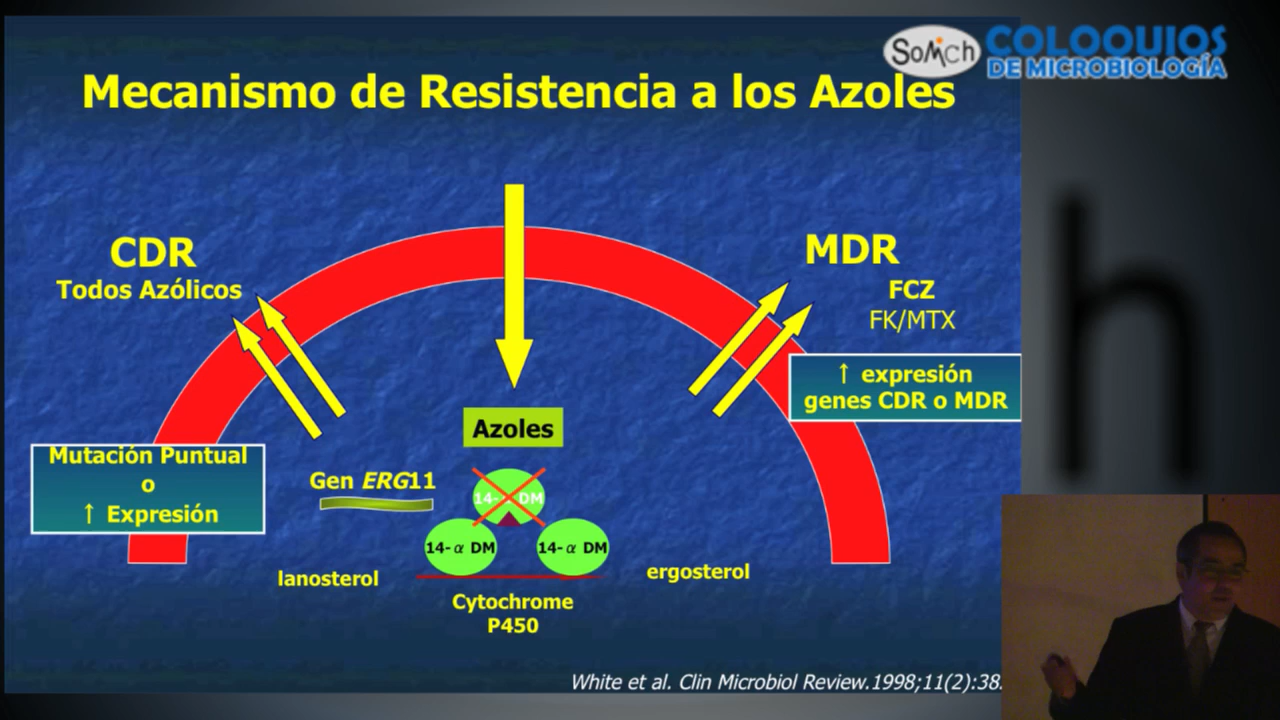 SoMich
COLOQUIOS
DE MICROBIOLOGÍA
Mecanismo de Resistencia a los Azoles
CDR
Todos Azólicos
MDR
FCZ
FK/MTX
↑ expresión
genes CDR o MDR
Azoles
Mutación Puntual
o
↑ Expresión
Gen ERG11
14- DM
14-α DM
14-α DM
lanosterol
ergosterol
Cytochrome
P450
White et al. Clin Microbiol Review.1998;11(2):38
h